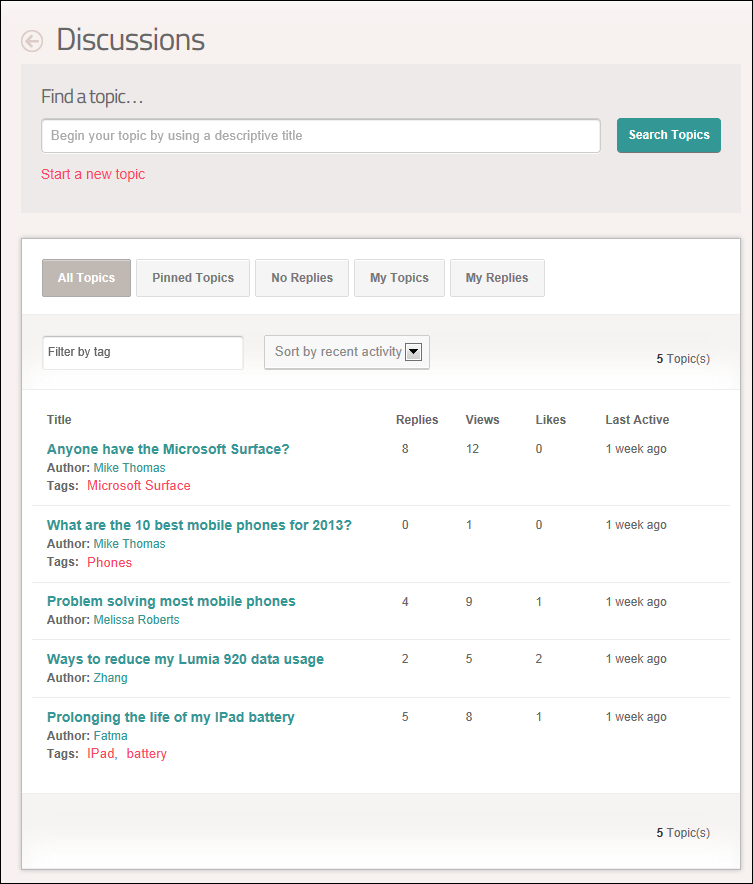 Discussions
Find a topic...
Begin your topic by using a descriptive title
Search Topics
Start a new topic
All Topics Pinned Topics No Replies My Topics My Replies
Filter by tag Sort by recent activity 5 Topic(s)
Title Replies Views Likes Last Active
Anyone have the Microsoft Surface? 8 12 0 1 week ago
Author: Mike Thomas
Tags: Microsoft Surface
What are the 10 best mobile phones for 2013? 0 1 0 1 week ago
Author: Mike Thomas
Tags: Phones
Problem solving most mobile phones 4 9 1 1 week ago
Author: Melissa Roberts
Ways to reduce my Lumia 920 data usage 2 5 2 1 week ago
Author: Zhang
Prolonging the life of my IPad battery 5 8 1 1 week ago
Author: Fatma
Tags: IPad, battery
5 Topic(s)